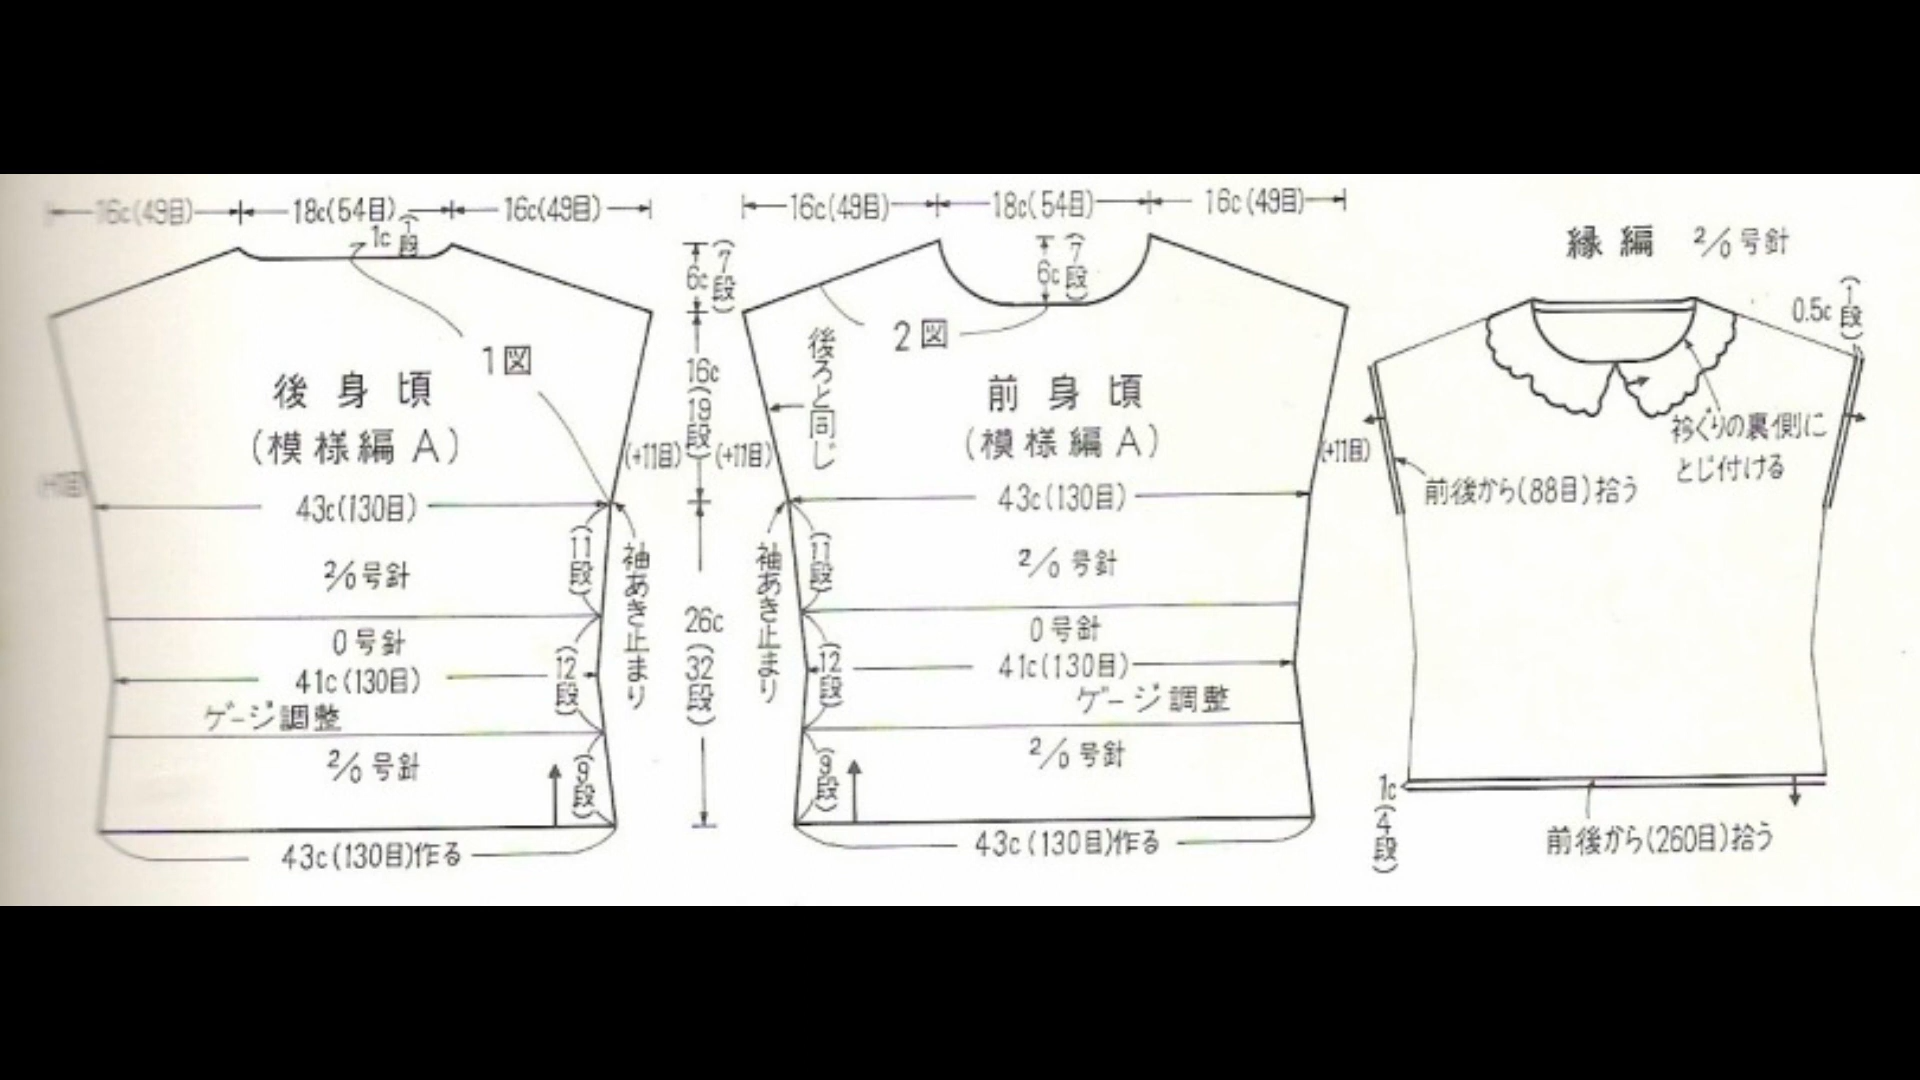 16c(49目)
18c(54目)
16c(49目)
1c
(1段)
1図
後身頃
(模様編A)
(+11目)
43c(130目)
(11段)
袖あき止まり
2/0号針
0号針
41c(130目)
(12段)
ゲージ調整
2/0号針
(9段)
43c(130目)作る
6c
(7段)
16c
(19段)
26c
(32段)
16c(49目)
18c(54目)
16c(49目)
6c
(7段)
2図
後ろと同じ
前身頃
(模様編A)
(+11目)
(+11目)
43c(130目)
袖あき止まり
(11段)
2/0号針
0号針
(12段)
41c(130目)
ゲージ調整
2/0号針
(9段)
43c(130目)作る
縁編 2/0号針
0.5c
(1段)
衿ぐりの裏側に
とじ付ける
前後から(88目)拾う
1c
(4段)
前後から(260目)拾う